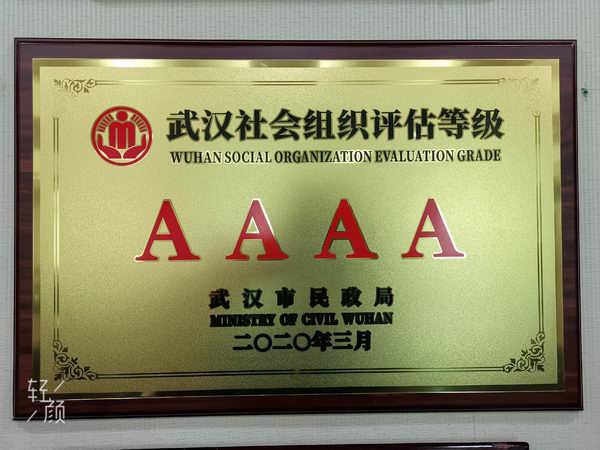 武汉社会组织评估等级
WUHAN SOCIAL ORGANIZATION EVALUATION GRADE
AAAA
武汉市民政局
MINISTRY OF CIVIL WUHAN
二〇二〇年三月
轻
颜